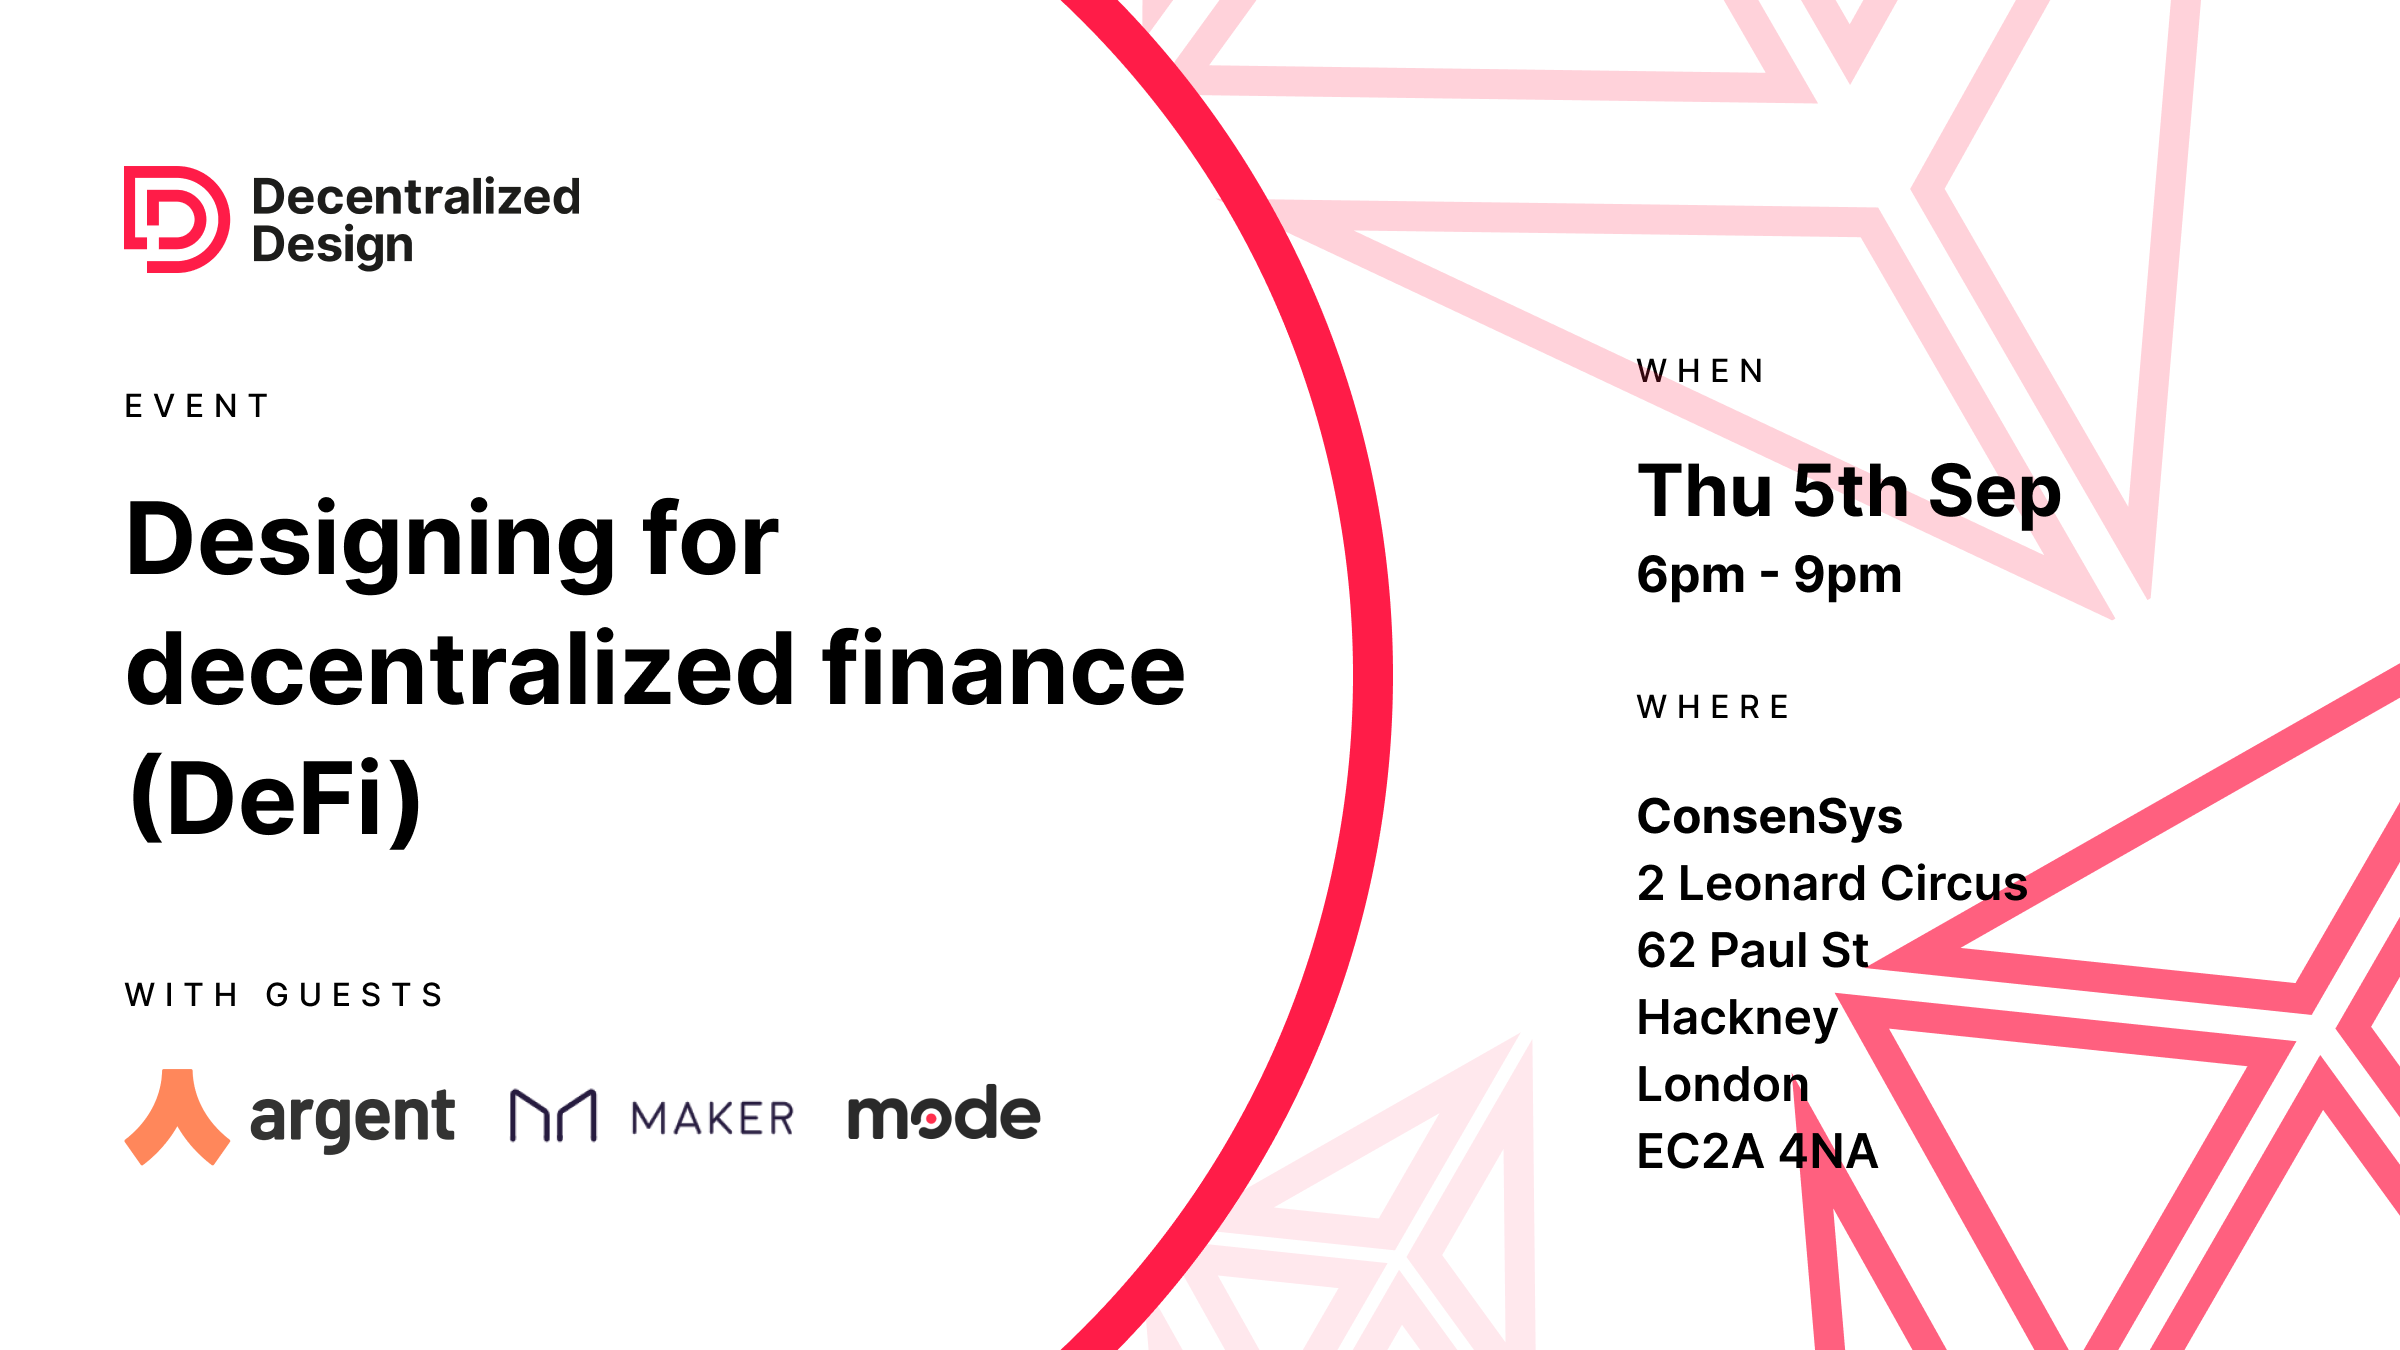 Decentralized
Design
EVENT
Designing for
decentralized finance
(DeFi)
WITH GUESTS
argent
MAKER
mode
WHEN
Thu 5th Sep
6pm - 9pm
WHERE
ConsenSys
2 Leonard Circus
62 Paul St
Hackney
London
EC2A 4NA